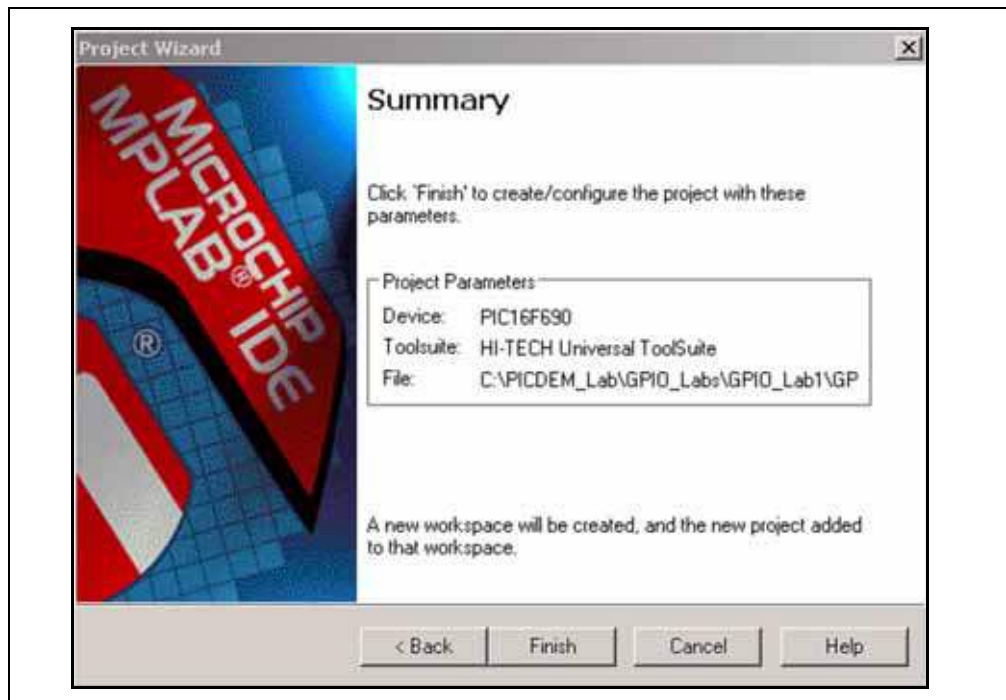 Project Wizard
MICROCHIP
MPLAB® IDE
®
Summary
Click 'Finish' to create/configure the project with these
parameters.
Project Parameters
Device: PIC16F690
Toolsuite: HI-TECH Universal ToolSuite
File: C:\PICDEM_Lab\GPIO_Labs\GPIO_Lab1\GP
A new workspace will be created, and the new project added
to that workspace.
< Back Finish Cancel Help